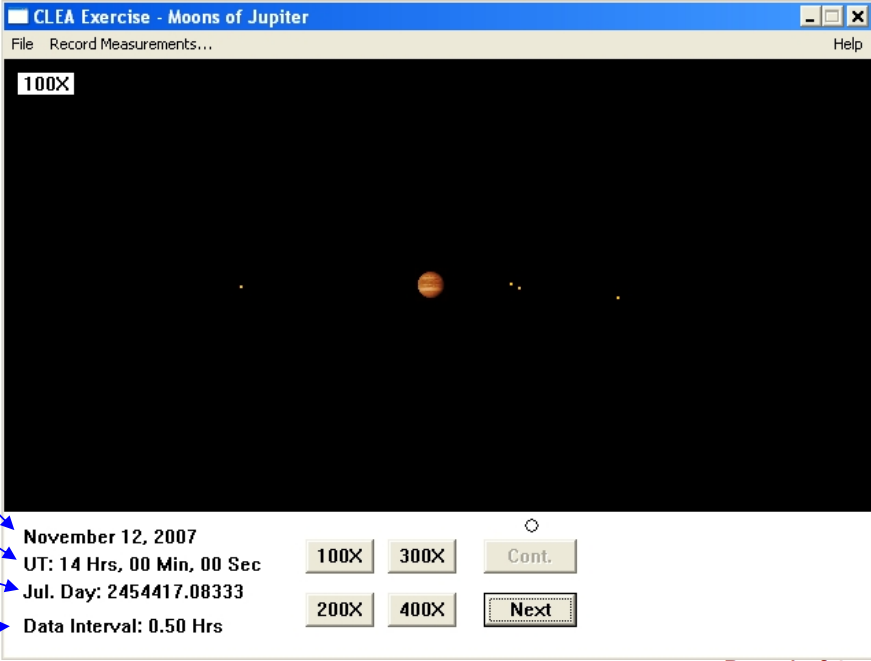 CLEA Exercise - Moons of Jupiter
File Record Measurements... Help
100X
November 12, 2007
UT: 14 Hrs, 00 Min, 00 Sec
Jul. Day: 2454417.08333
Data Interval: 0.50 Hrs
100X 300X Cont.
200X 400X Next